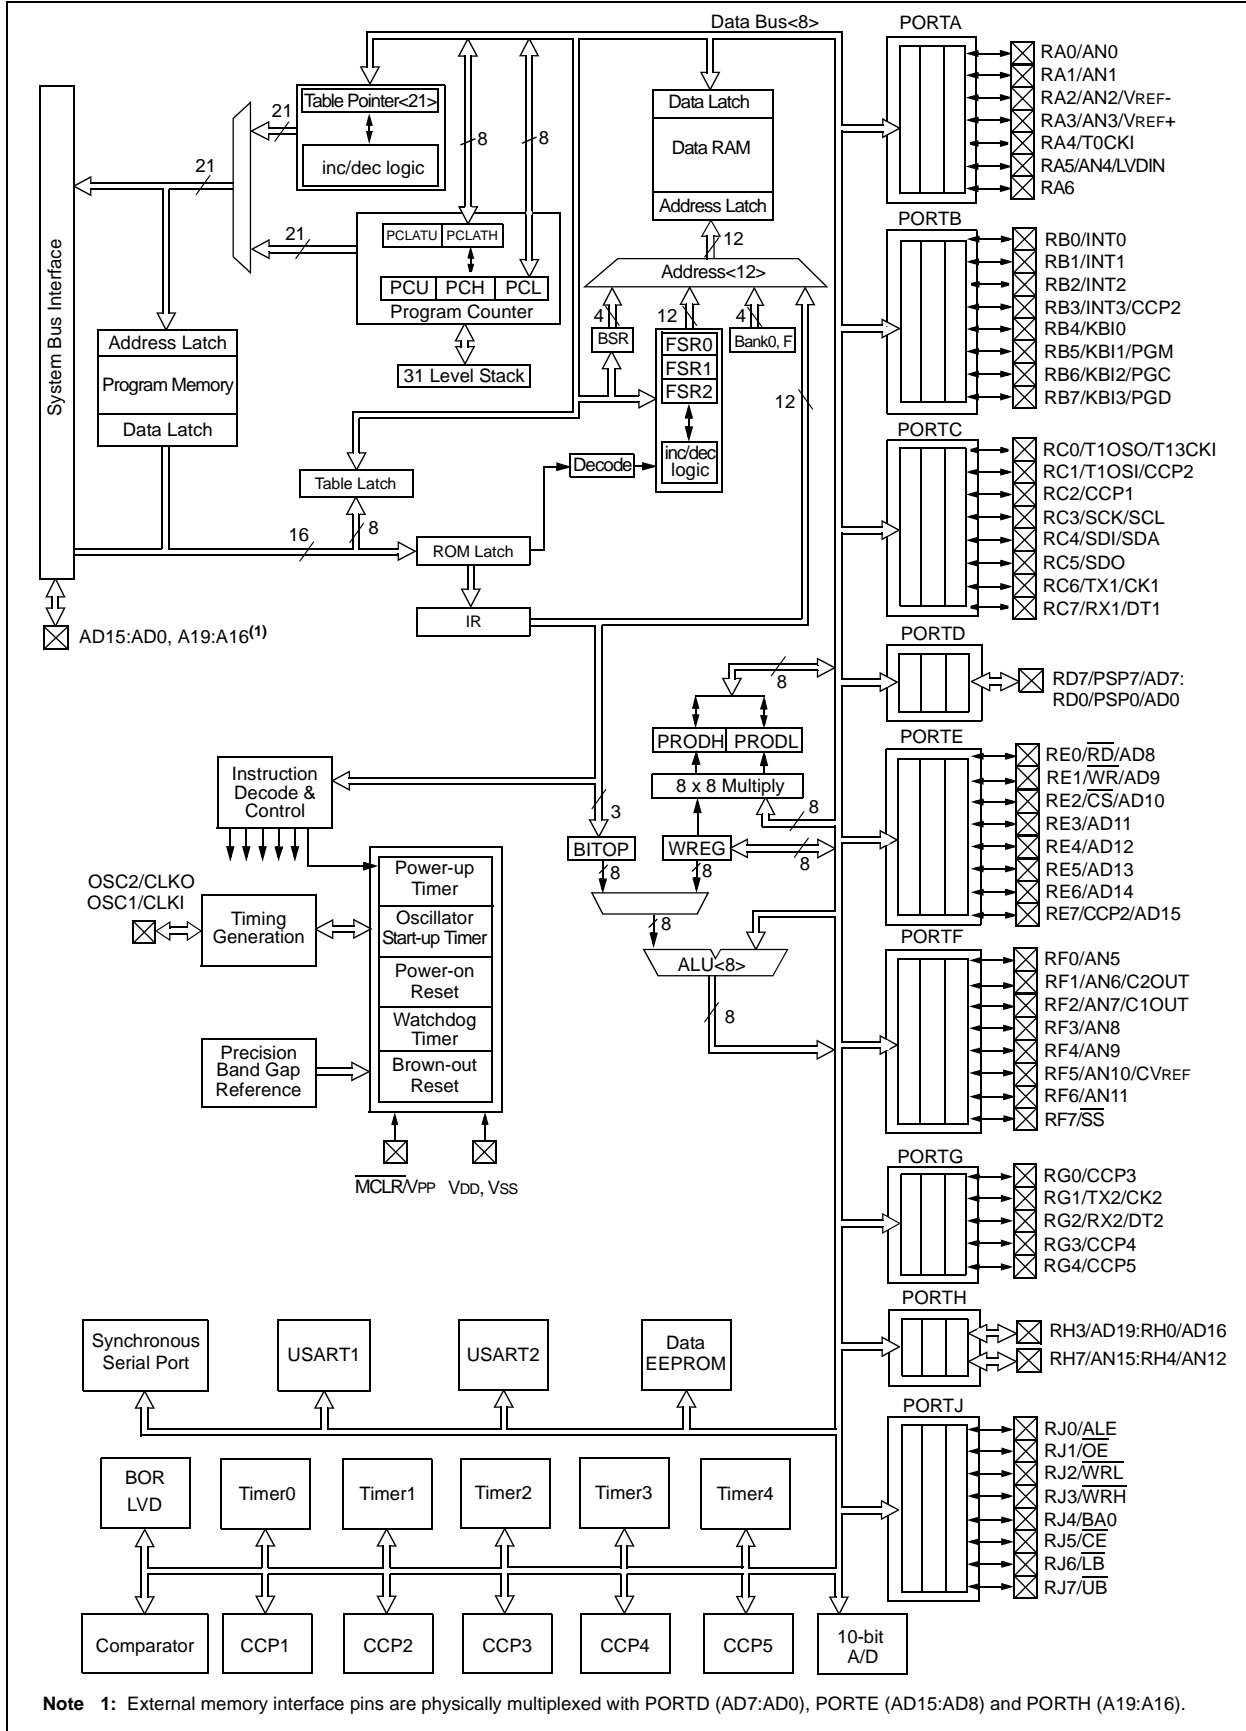 Data Bus<8>
21
Table Pointer<21>
inc/dec logic
21
8
8
Data Latch
Data RAM
Address Latch
21
PCLATU PCLATH
PCU PCH PCL
Program Counter
12
Address<12>
4
12
4
BSR
FSR0
FSR1
FSR2
Bank0, F
inc/dec
logic
31 Level Stack
12
System Bus Interface
Address Latch
Program Memory
Data Latch
Table Latch
8
16
Decode
ROM Latch
IR
AD15:AD0, A19:A16(1)
8
PRODH PRODL
8 x 8 Multiply
8
Instruction
Decode &
Control
3
BITOP
WREG
8
8
8
8
ALU<8>
8
OSC2/CLKO
OSC1/CLKI
Timing
Generation
Power-up
Timer
Oscillator
Start-up Timer
Power-on
Reset
Watchdog
Timer
Brown-out
Reset
Precision
Band Gap
Reference
MCLR/VPP
VDD, VSS
Synchronous
Serial Port
USART1
USART2
Data
EEPROM
BOR
LVD
Timer0
Timer1
Timer2
Timer3
Timer4
Comparator
CCP1
CCP2
CCP3
CCP4
CCP5
10-bit
A/D
PORTA
RA0/AN0
RA1/AN1
RA2/AN2/VREF-
RA3/AN3/VREF+
RA4/T0CKI
RA5/AN4/LVDIN
RA6
PORTB
RB0/INT0
RB1/INT1
RB2/INT2
RB3/INT3/CCP2
RB4/KBI0
RB5/KBI1/PGM
RB6/KBI2/PGC
RB7/KBI3/PGD
PORTC
RC0/T1OSO/T13CKI
RC1/T1OSI/CCP2
RC2/CCP1
RC3/SCK/SCL
RC4/SDI/SDA
RC5/SDO
RC6/TX1/CK1
RC7/RX1/DT1
PORTD
RD7/PSP7/AD7:
RD0/PSP0/AD0
PORTE
RE0/RD/AD8
RE1/WR/AD9
RE2/CS/AD10
RE3/AD11
RE4/AD12
RE5/AD13
RE6/AD14
RE7/CCP2/AD15
PORTF
RF0/AN5
RF1/AN6/C2OUT
RF2/AN7/C1OUT
RF3/AN8
RF4/AN9
RF5/AN10/CVREF
RF6/AN11
RF7/SS
PORTG
RG0/CCP3
RG1/TX2/CK2
RG2/RX2/DT2
RG3/CCP4
RG4/CCP5
PORTH
RH3/AD19:RH0/AD16
RH7/AN15:RH4/AN12
PORTJ
RJ0/ALE
RJ1/OE
RJ2/WRL
RJ3/WRH
RJ4/BA0
RJ5/CE
RJ6/LB
RJ7/UB
Note 1: External memory interface pins are physically multiplexed with PORTD (AD7:AD0), PORTE (AD15:AD8) and PORTH (A19:A16).